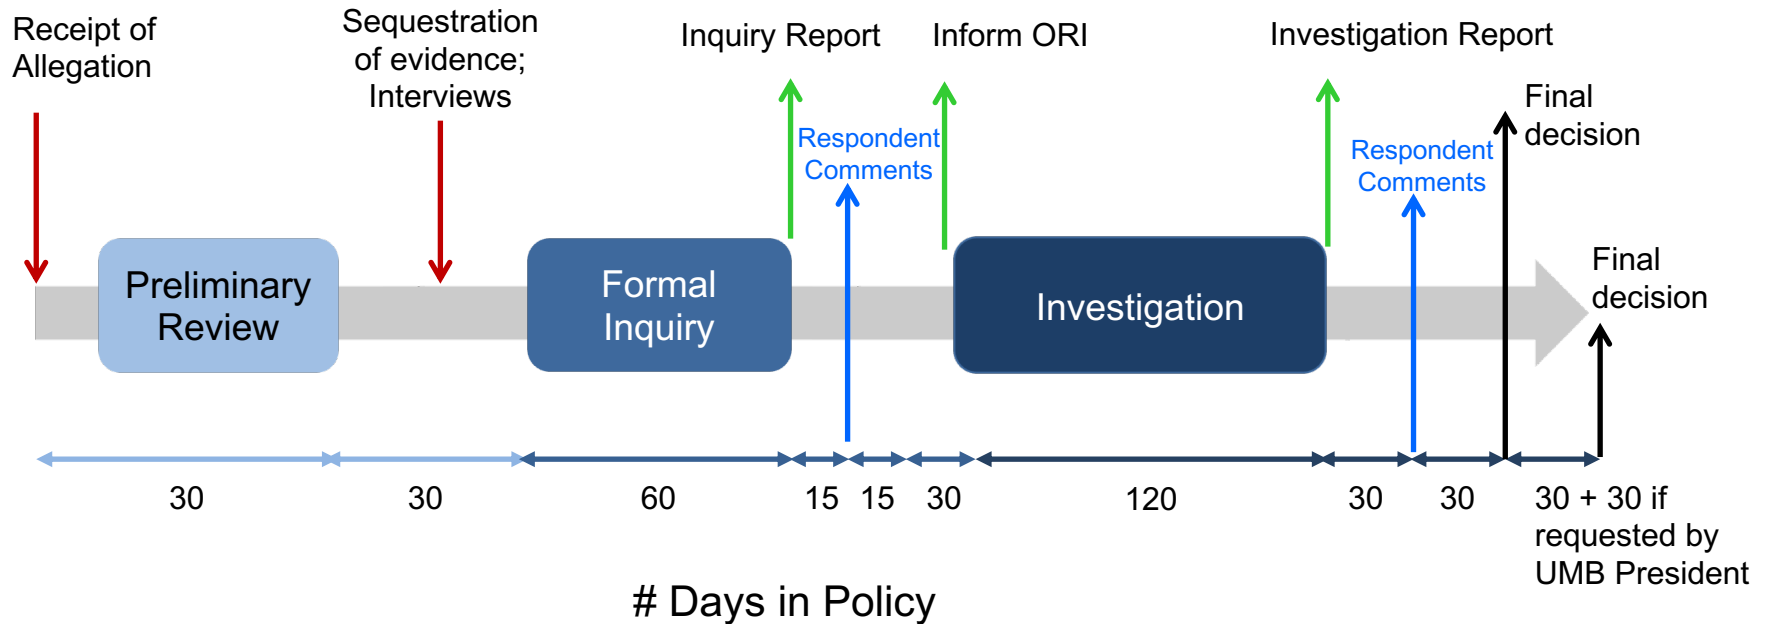 Receipt of
Allegation
Sequestration
of evidence;
Interviews
Inquiry Report
Inform ORI
Investigation Report
Final
decision
Respondent
Comments
Respondent
Comments
Final
decision
Preliminary
Review
Formal
Inquiry
Investigation
30
30
60
15
15
30
120
30
30
30 + 30 if
requested by
UMB President
# Days in Policy